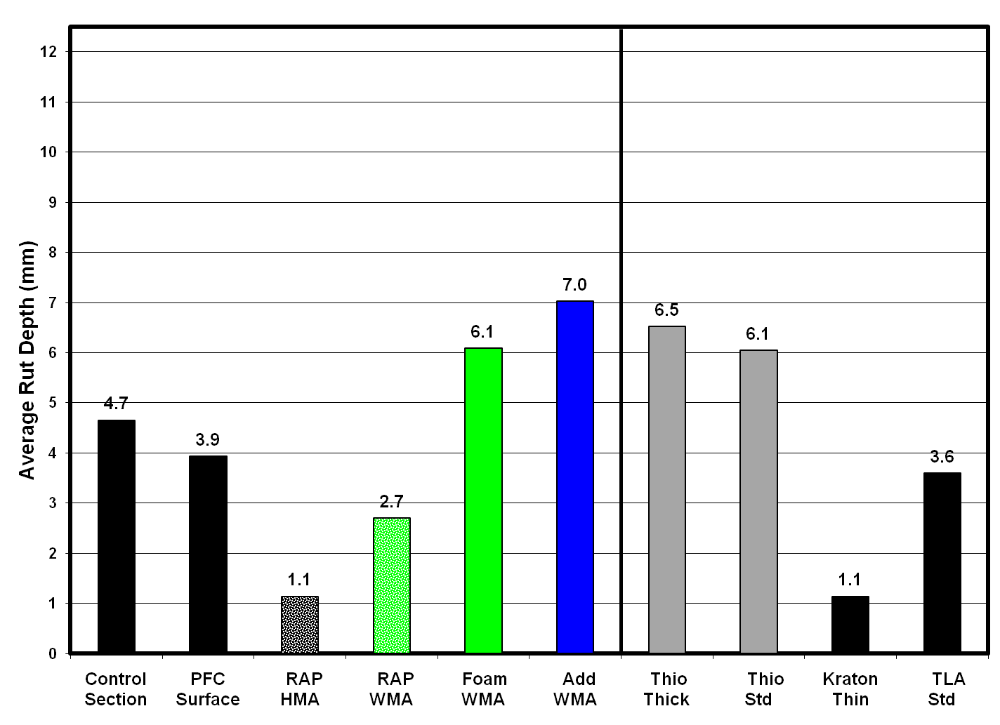 Average Rut Depth (mm)
12
11
10
9
8
7
6
5
4
3
2
1
0
4.7
3.9
1.1
2.7
6.1
7.0
6.5
6.1
1.1
3.6
Control
Section
PFC
Surface
RAP
HMA
RAP
WMA
Foam
WMA
Add
WMA
Thio
Thick
Thio
Std
Kraton
Thin
TLA
Std